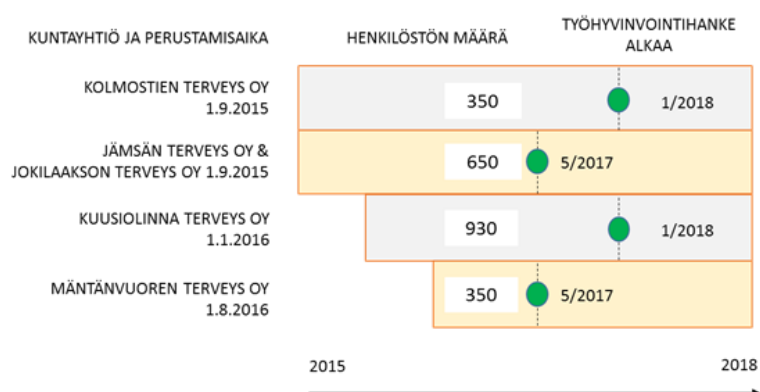 KUNTAYHTIÖ JA PERUSTAMISAIKA
HENKILÖSTÖN MÄÄRÄ
TYÖHYVINVOINTIHANKE
ALKAA
KOLMOSTIEN TERVEYS OY
1.9.2015
350
1/2018
JÄMSÄN TERVEYS OY &
JOKILAAKSON TERVEYS OY 1.9.2015
650
5/2017
KUUSIOLINNA TERVEYS OY
1.1.2016
930
1/2018
MÄNTÄNVUOREN TERVEYS OY
1.8.2016
350
5/2017
2015
2018